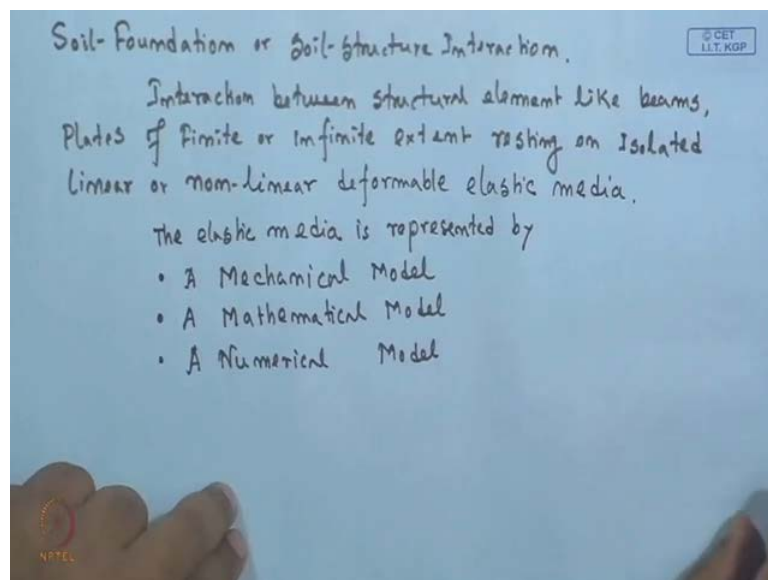 Soil-Foundation or Soil-Structure Interaction.
© CET
I.I.T. KGP
Interaction between structural element like beams,
Plates of Finite or Infinite extent resting on Isolated
Linear or non-linear deformable elastic media.
The elastic media is represented by
• A Mechanical Model
• A Mathematical Model
• A Numerical Model
NPTEL